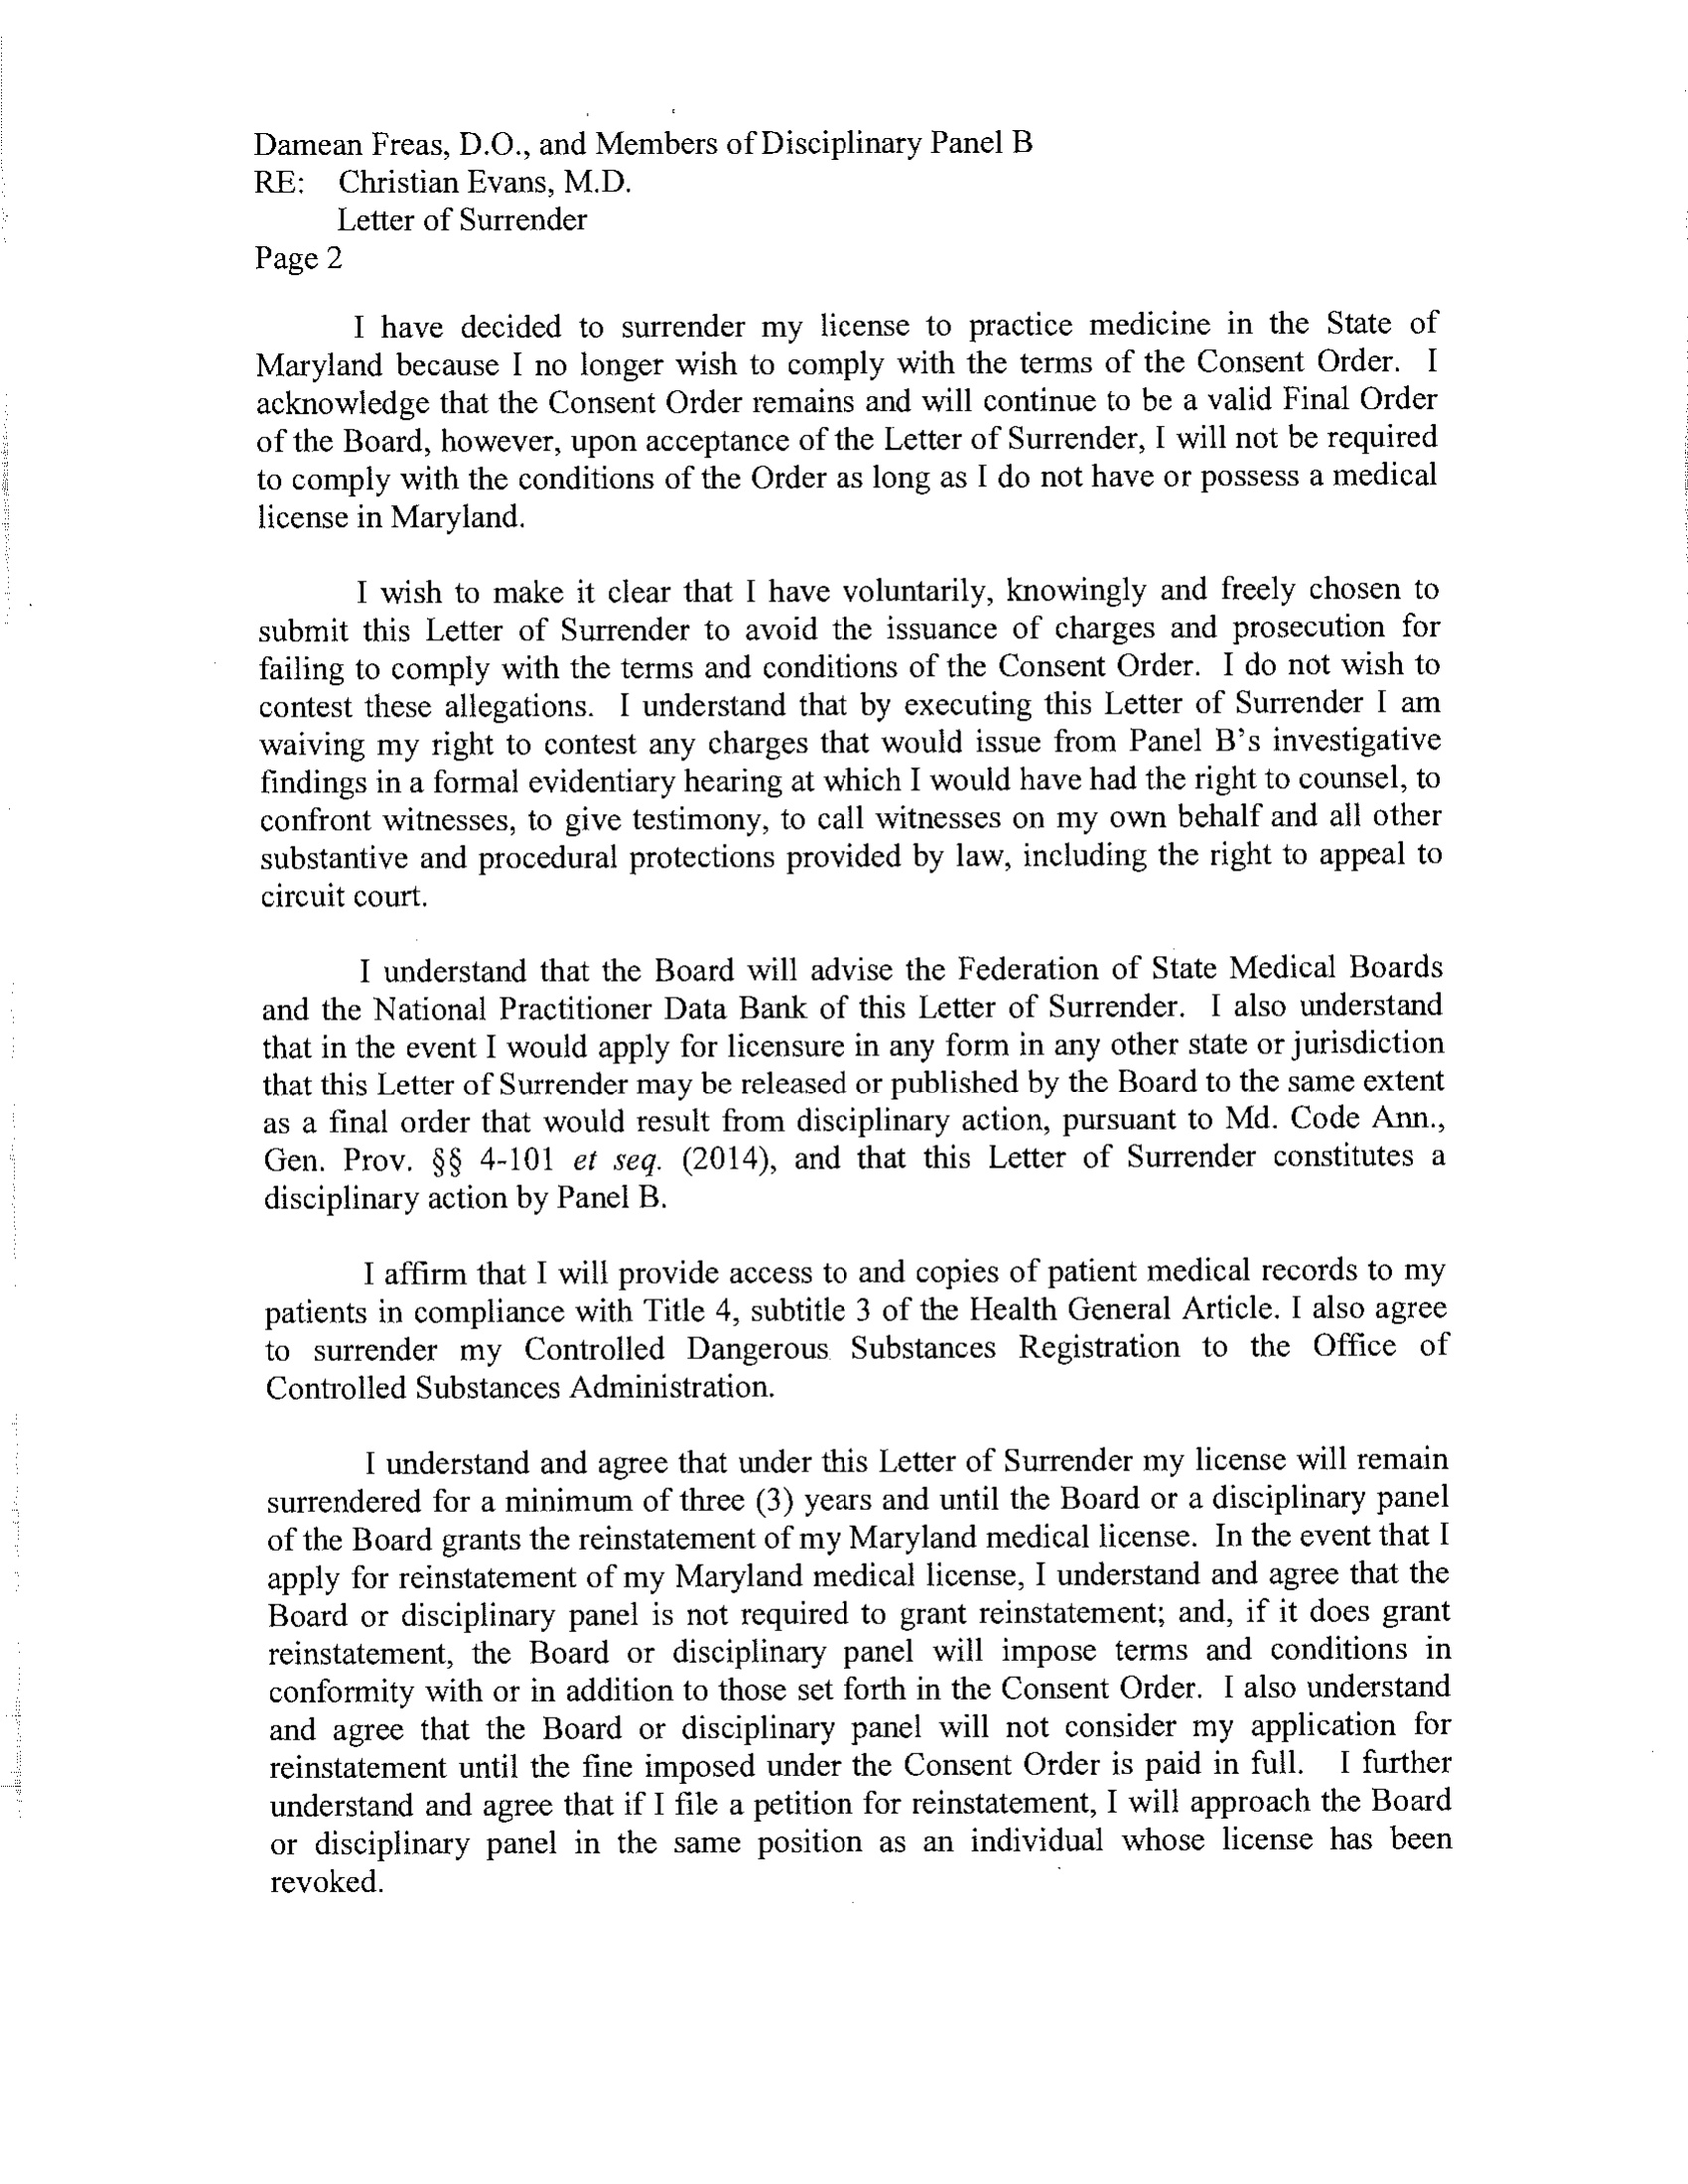 Damean Freas, D.O., and Members of Disciplinary Panel B
RE: Christian Evans, M.D.
Letter of Surrender
Page 2
I have decided to surrender my license to practice medicine in the State of
Maryland because I no longer wish to comply with the terms of the Consent Order. I
acknowledge that the Consent Order remains and will continue to be a valid Final Order
of the Board, however, upon acceptance of the Letter of Surrender, I will not be required
to comply with the conditions of the Order as long as I do not have or possess a medical
license in Maryland.
I wish to make it clear that I have voluntarily, knowingly and freely chosen to
submit this Letter of Surrender to avoid the issuance of charges and prosecution for
failing to comply with the terms and conditions of the Consent Order. I do not wish to
contest these allegations. I understand that by executing this Letter of Surrender I am
waiving my right to contest any charges that would issue from Panel B's investigative
findings in a formal evidentiary hearing at which I would have had the right to counsel, to
confront witnesses, to give testimony, to call witnesses on my own behalf and all other
substantive and procedural protections provided by law, including the right to appeal to
circuit court.
I understand that the Board will advise the Federation of State Medical Boards
and the National Practitioner Data Bank of this Letter of Surrender. I also understand
that in the event I would apply for licensure in any form in any other state or jurisdiction
that this Letter of Surrender may be released or published by the Board to the same extent
as a final order that would result from disciplinary action, pursuant to Md. Code Ann.,
Gen. Prov. §§ 4-101 et seq. (2014), and that this Letter of Surrender constitutes a
disciplinary action by Panel B.
I affirm that I will provide access to and copies of patient medical records to my
patients in compliance with Title 4, subtitle 3 of the Health General Article. I also agree
to surrender my Controlled Dangerous Substances Registration to the Office of
Controlled Substances Administration.
I understand and agree that under this Letter of Surrender my license will remain
surrendered for a minimum of three (3) years and until the Board or a disciplinary panel
of the Board grants the reinstatement of my Maryland medical license. In the event that I
apply for reinstatement of my Maryland medical license, I understand and agree that the
Board or disciplinary panel is not required to grant reinstatement; and, if it does grant
reinstatement, the Board or disciplinary panel will impose terms and conditions in
conformity with or in addition to those set forth in the Consent Order. I also understand
and agree that the Board or disciplinary panel will not consider my application for
reinstatement until the fine imposed under the Consent Order is paid in full. I further
understand and agree that if I file a petition for reinstatement, I will approach the Board
or disciplinary panel in the same position as an individual whose license has been
revoked.